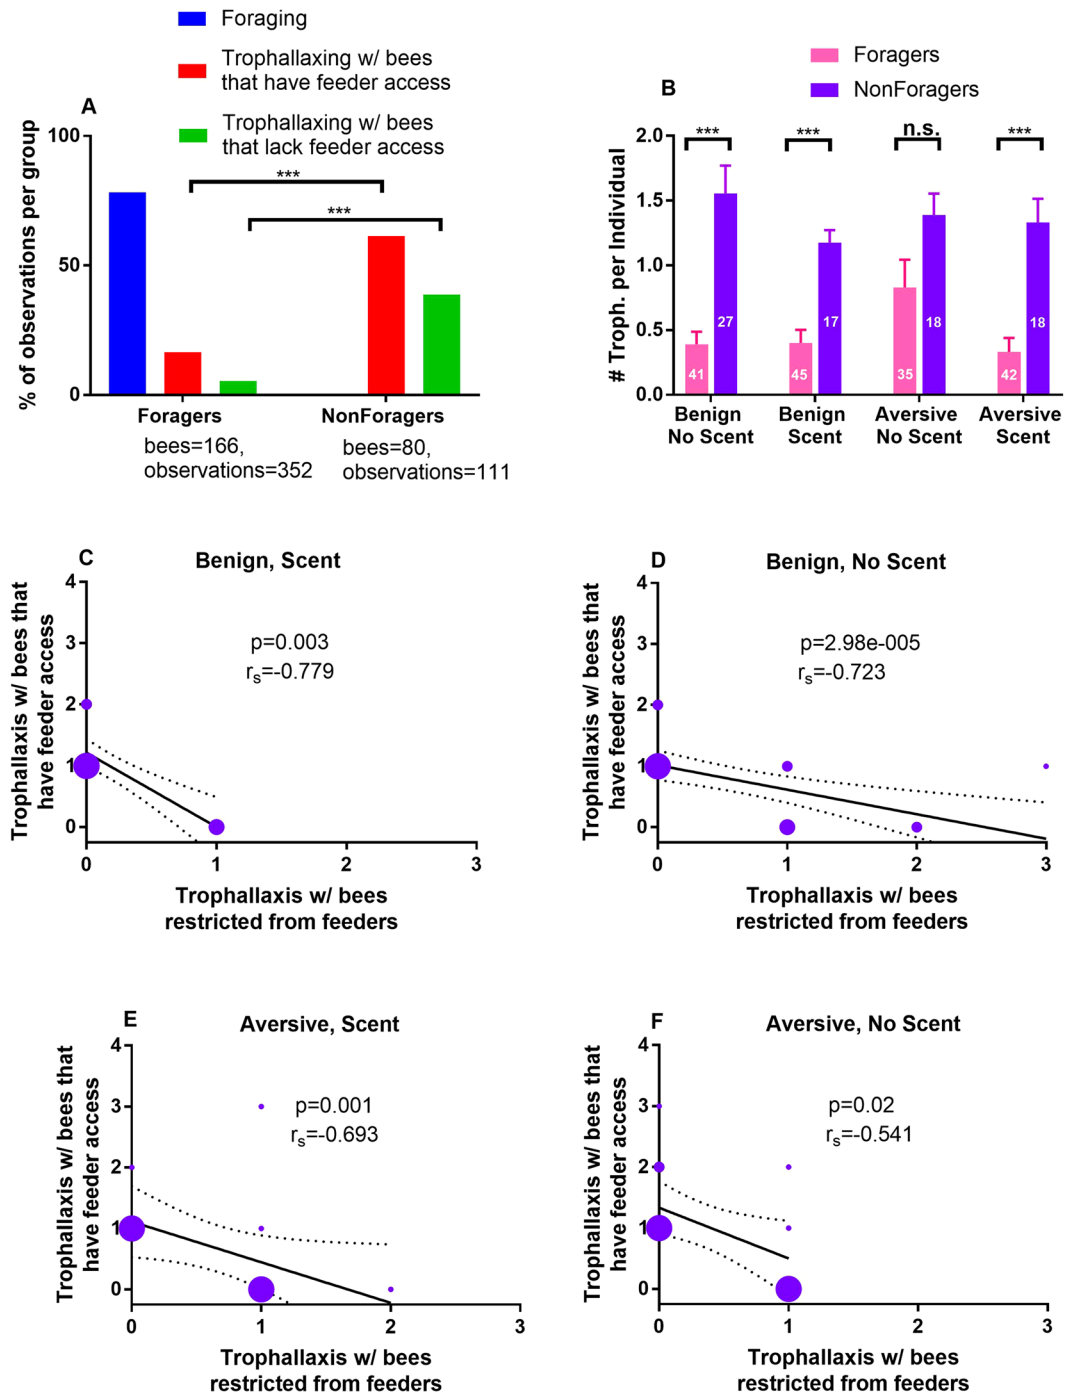 Foraging
Trophallaxing w/ bees
that have feeder access
Trophallaxing w/ bees
that lack feeder access
A
% of observations per group
100
50
0
***
***
Foragers
NonForagers
bees=166,
observations=352
bees=80,
observations=111
Foragers
NonForagers
B
# Troph. per Individual
2.0
1.5
1.0
0.5
0.0
***
***
n.s.
***
41
27
45
17
35
18
42
18
Benign
No Scent
Benign
Scent
Aversive
No Scent
Aversive
Scent
C
Benign, Scent
Trophallaxis w/ bees that
have feeder access
4
3
2
1
0
p=0.003
rs=-0.779
0
1
2
3
Trophallaxis w/ bees
restricted from feeders
D
Benign, No Scent
Trophallaxis w/ bees that
have feeder access
4
3
2
1
0
p=2.98e-005
rs=-0.723
0
1
2
3
Trophallaxis w/ bees
restricted from feeders
E
Aversive, Scent
Trophallaxis w/ bees that
have feeder access
4
3
2
1
0
p=0.001
rs=-0.693
0
1
2
3
Trophallaxis w/ bees
restricted from feeders
F
Aversive, No Scent
Trophallaxis w/ bees that
have feeder access
4
3
2
1
0
p=0.02
rs=-0.541
0
1
2
3
Trophallaxis w/ bees
restricted from feeders